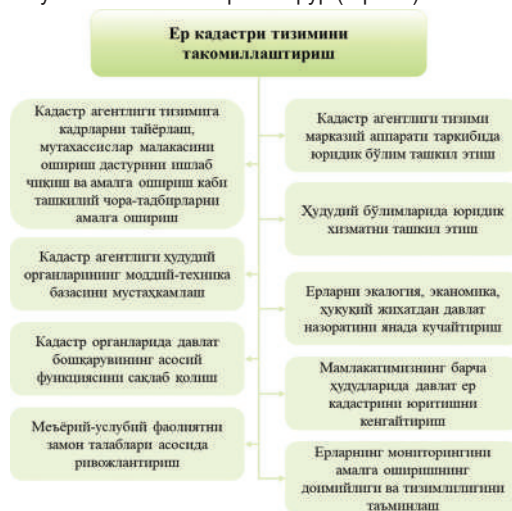 Ер кадастри тизимини
такомиллаштириш
Кадастр агентлиги тизимига
кадрларни тайёрлаш,
мутахассислар малакасини
ошириш дастурини ишлаб
чиқиш ва амалга ошириш каби
ташкилий чора-тадбирларни
амалга ошириш
Кадастр агентлиги ҳудудий
органларининг моддий-техника
базасини мустаҳкамлаш
Кадастр органларида давлат
бошқарувининг асосий
функциясини сақлаб қолиш
Меъёрий-услубий фаолиятни
замон талаблари асосида
ривожлантириш
Кадастр агентлиги тизими
марказий аппарати таркибида
юридик бўлим ташкил этиш
Ҳудудий бўлимларида юридик
хизматни ташкил этиш
Ерларни экалогия, эканомика,
ҳуқуқий жихатдан давлат
назоратини янада кучайтириш
Мамлакатимизнинг барча
ҳудудларида давлат ер
кадастрини юритишни
кенгайтириш
Ерларнинг мониторингини
амалга оширишнинг
доимийлиги ва тизимлилигини
таъминлаш